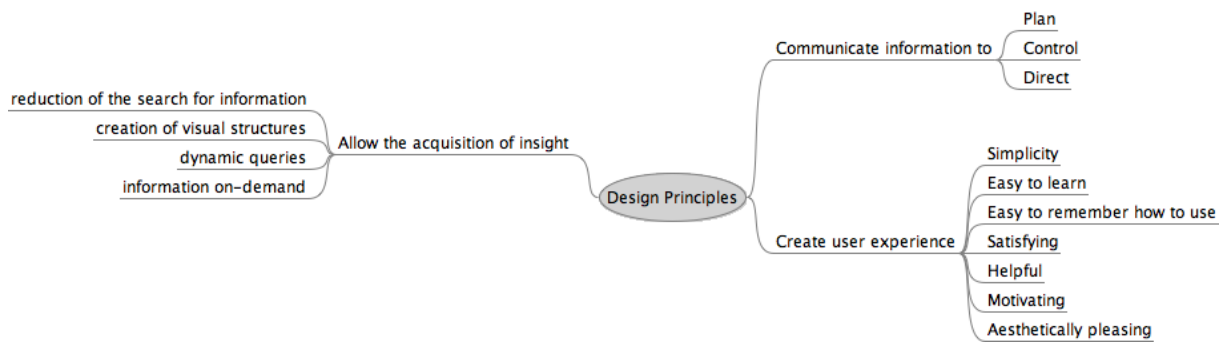 Plan
Communicate information to
Control
Direct
reduction of the search for information
creation of visual structures
Allow the acquisition of insight
dynamic queries
information on-demand
Design Principles
Simplicity
Easy to learn
Easy to remember how to use
Create user experience
Satisfying
Helpful
Motivating
Aesthetically pleasing